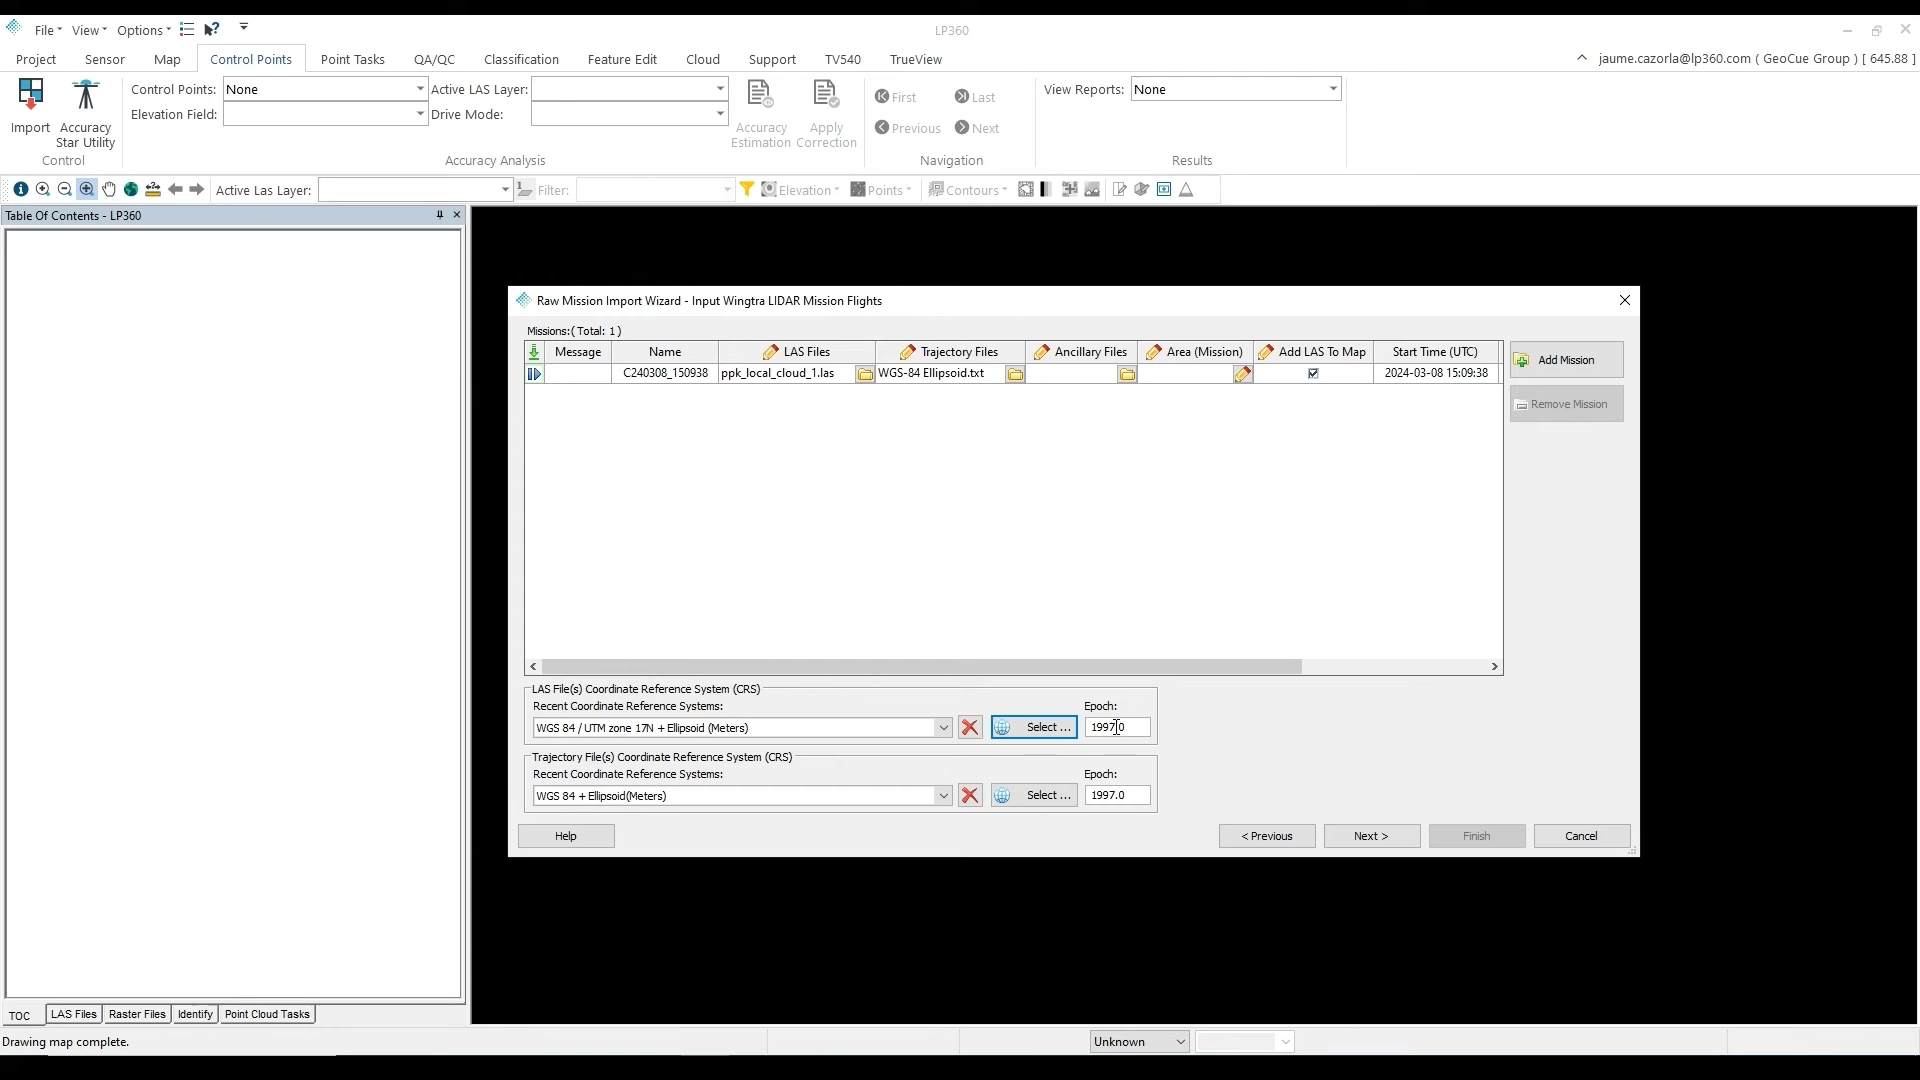 File View Options LP360
Project Sensor Map Control Points Point Tasks QA/QC Classification Feature Edit Cloud Support TV540 TrueView jaume.cazorla@lp360.com ( GeoCue Group ) [ 645.88 ]
Control Points: None Active LAS Layer: First Last View Reports: None
Elevation Field: Drive Mode:
Import Accuracy Star Utility Accuracy Estimation Apply Correction Previous Next
Control Accuracy Analysis Navigation Results
Active Las Layer: Filter: Elevation Points Contours
Table Of Contents - LP360
Raw Mission Import Wizard - Input Wingtra LIDAR Mission Flights
Missions:( Total: 1 )
Message Name LAS Files Trajectory Files Ancillary Files Area (Mission) Add LAS To Map Start Time (UTC)
C240308_150938 ppk_local_cloud_1.las WGS-84 Ellipsoid.txt 2024-03-08 15:09:38
Add Mission
Remove Mission
LAS File(s) Coordinate Reference System (CRS)
Recent Coordinate Reference Systems: Epoch:
WGS 84 / UTM zone 17N + Ellipsoid (Meters) Select ... 1997.0
Trajectory File(s) Coordinate Reference System (CRS)
Recent Coordinate Reference Systems: Epoch:
WGS 84 + Ellipsoid(Meters) Select ... 1997.0
Help < Previous Next > Finish Cancel
TOC LAS Files Raster Files Identify Point Cloud Tasks
Drawing map complete. Unknown